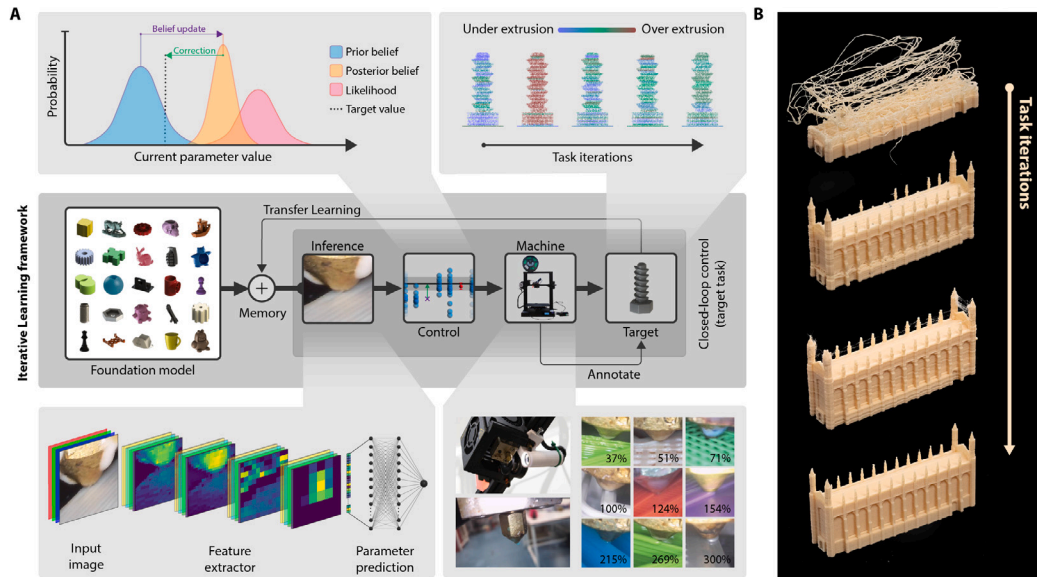 A
B
Belief update
Correction
Probability
Prior belief
Posterior belief
Likelihood
Target value
Current parameter value
Under extrusion
Over extrusion
Task iterations
Iterative Learning framework
Transfer Learning
Foundation model
Memory
Inference
Control
Machine
Target
Annotate
Closed-loop control
(target task)
Input
image
Feature
extractor
Parameter
prediction
37%
51%
71%
100%
124%
154%
215%
269%
300%
Task iterations